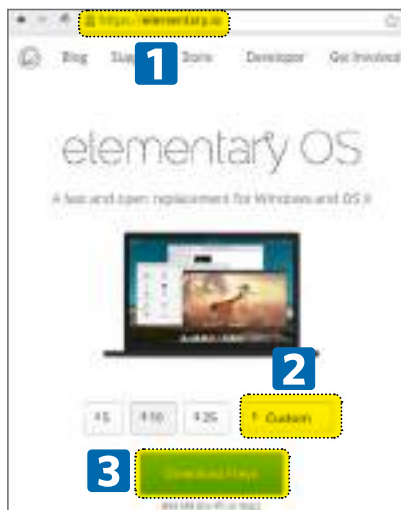 https://elementary.io
1
Blog Support Store Developer Get Involved
elementary OS
A fast and open replacement for Windows and OS X
2
$5 $10 $25 $ Custom
3
Download Freya